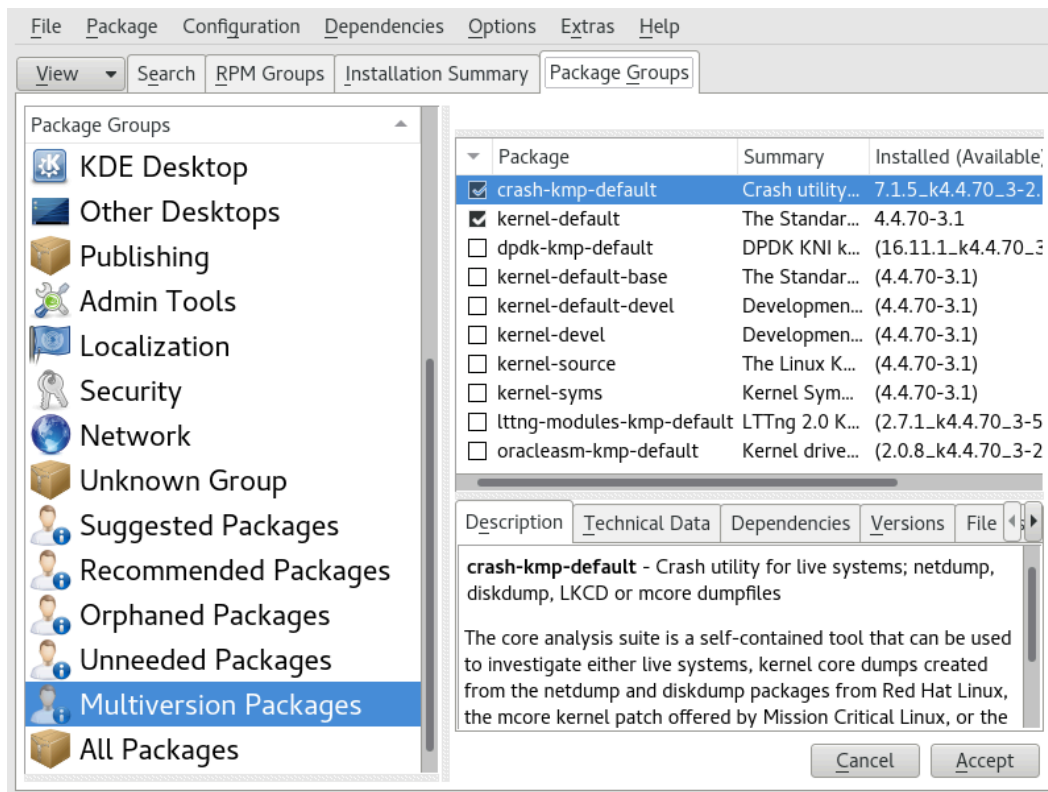 File Package Configuration Dependencies Options Extras Help
View Search RPM Groups Installation Summary Package Groups
Package Groups
KDE Desktop
Other Desktops
Publishing
Admin Tools
Localization
Security
Network
Unknown Group
Suggested Packages
Recommended Packages
Orphaned Packages
Unneeded Packages
Multiversion Packages
All Packages
Package Summary Installed (Available)
crash-kmp-default Crash utility... 7.1.5_k4.4.70_3-2.
kernel-default The Standar... 4.4.70-3.1
dpdk-kmp-default DPDK KNI k... (16.11.1_k4.4.70_3
kernel-default-base The Standar... (4.4.70-3.1)
kernel-default-devel Developmen... (4.4.70-3.1)
kernel-devel Developmen... (4.4.70-3.1)
kernel-source The Linux K... (4.4.70-3.1)
kernel-syms Kernel Sym... (4.4.70-3.1)
lttng-modules-kmp-default LTTng 2.0 K... (2.7.1_k4.4.70_3-5
oracleasm-kmp-default Kernel drive... (2.0.8_k4.4.70_3-2
Description Technical Data Dependencies Versions File
crash-kmp-default - Crash utility for live systems; netdump,
diskdump, LKCD or mcore dumpfiles
The core analysis suite is a self-contained tool that can be used
to investigate either live systems, kernel core dumps created
from the netdump and diskdump packages from Red Hat Linux,
the mcore kernel patch offered by Mission Critical Linux, or the
Cancel Accept